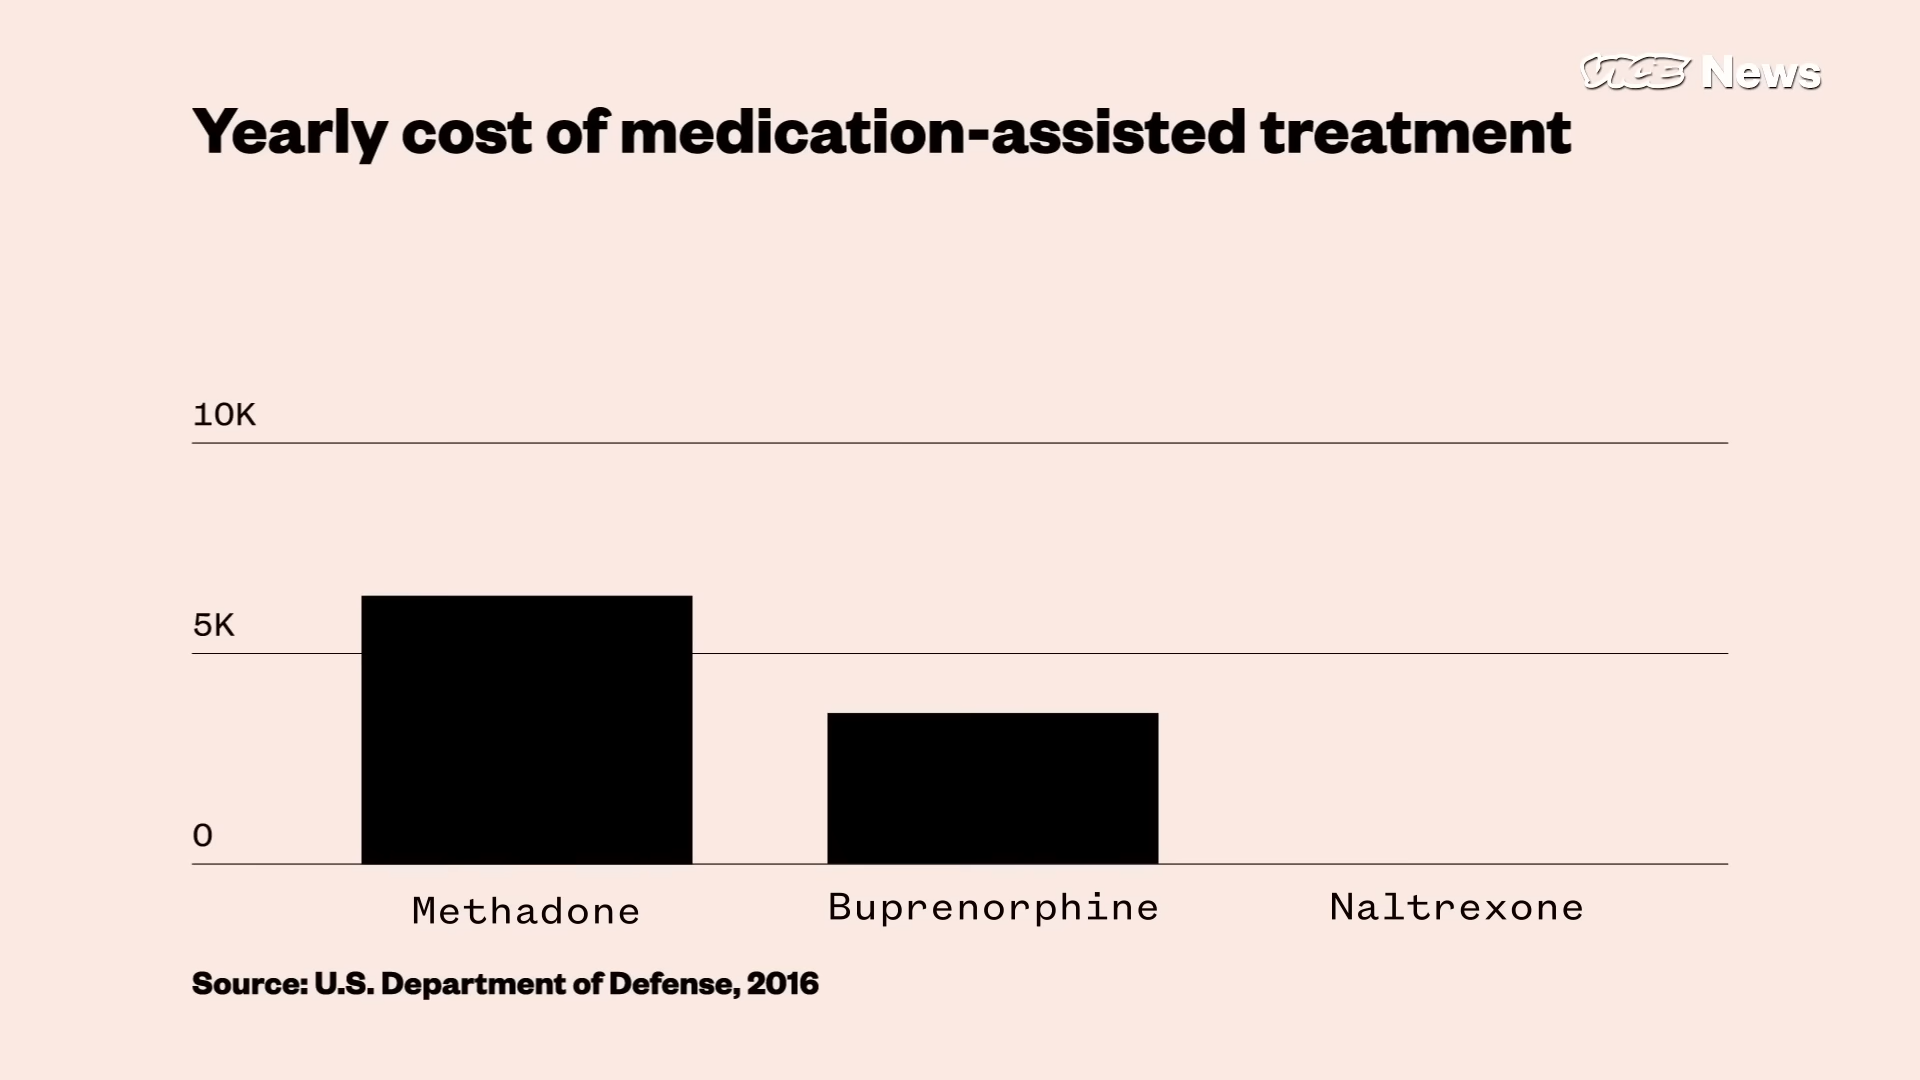 VICE News
Yearly cost of medication-assisted treatment
10K
5K
0
Methadone
Buprenorphine
Naltrexone
Source: U.S. Department of Defense, 2016